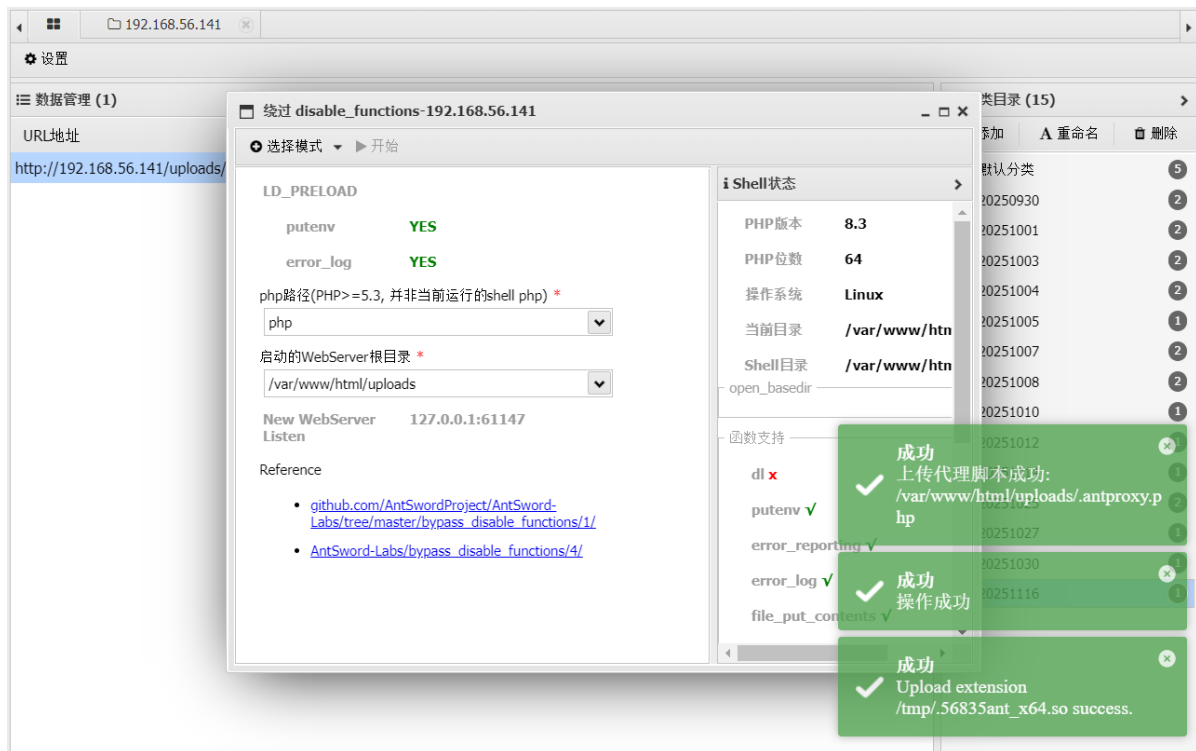 192.168.56.141
设置
数据管理 (1)
URL地址
http://192.168.56.141/uploads/
绕过 disable_functions-192.168.56.141
选择模式 开始
LD_PRELOAD
putenv YES
error_log YES
php路径(PHP>=5.3, 并非当前运行的shell php) *
php
启动的WebServer根目录 *
/var/www/html/uploads
New WebServer 127.0.0.1:61147
Listen
Reference
github.com/AntSwordProject/AntSword-
Labs/tree/master/bypass_disable_functions/1/
AntSword-Labs/bypass_disable_functions/4/
Shell状态
PHP版本 8.3
PHP位数 64
操作系统 Linux
当前目录 /var/www/htn
Shell目录 /var/www/htn
open_basedir
函数支持
dl x
putenv √
error_reporting √
error_log √
file_put_contents √
类目录 (15)
添加 A 重命名 删除
默认分类 5
20250930 2
20251001 2
20251003 2
20251004 2
20251005 1
20251007 2
20251008 2
20251010 1
20251012 1
20251027
20251030 1
20251116 1
成功
上传代理脚本成功:
/var/www/html/uploads/.antproxy.p
hp
成功
操作成功
成功
Upload extension
/tmp/.56835ant_x64.so success.